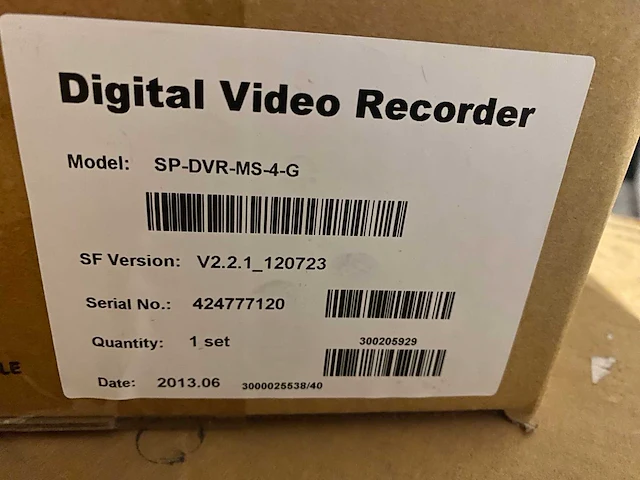 Digital Video Recorder
Model: SP-DVR-MS-4-G
SF Version: V2.2.1_120723
Serial No.: 424777120
Quantity: 1 set
300205929
Date: 2013.06 3000025538/40
LE